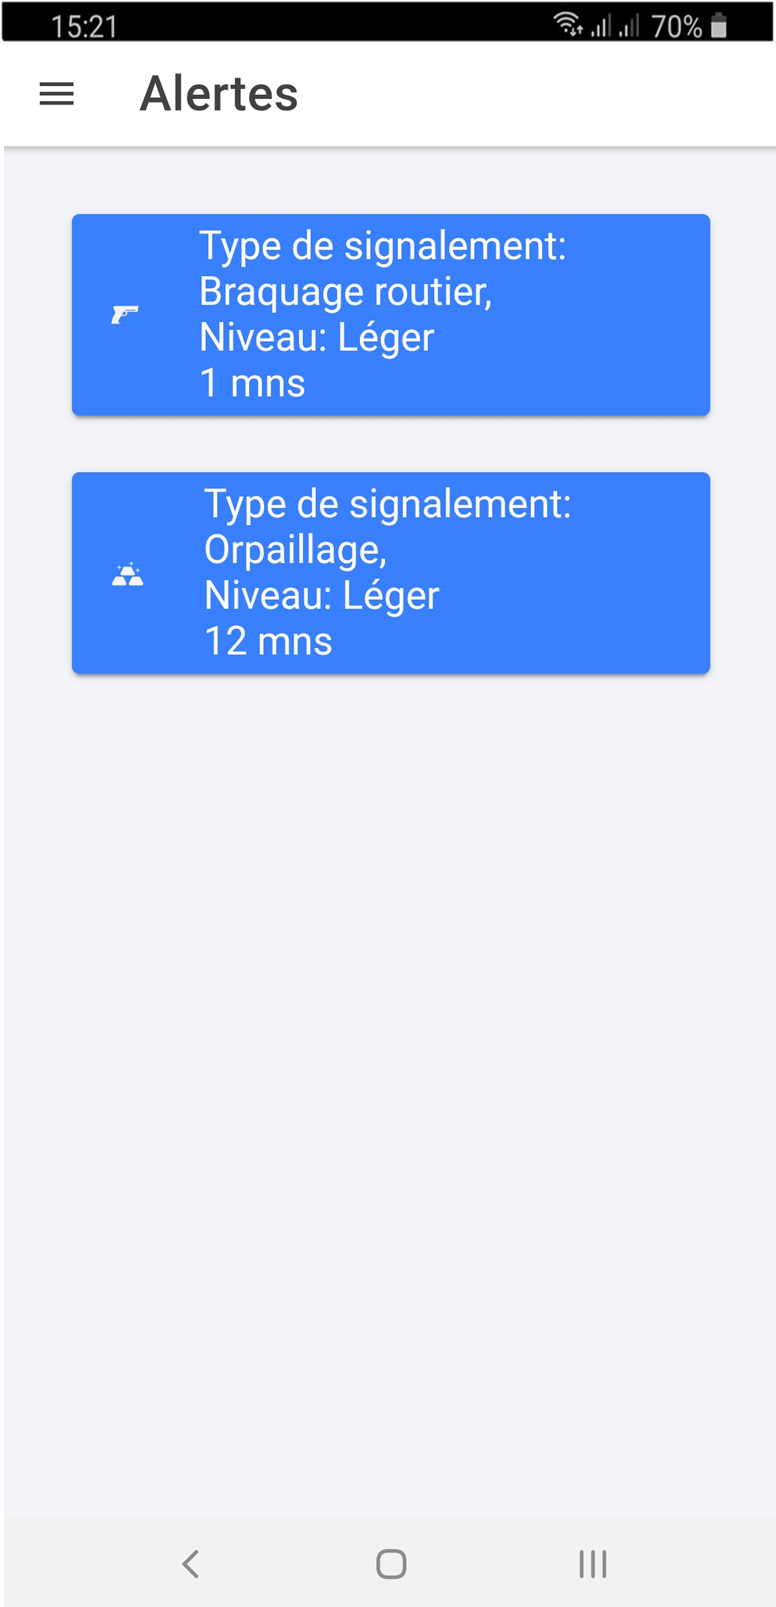 15:21 70%
Alertes
Type de signalement:
Braquage routier,
Niveau: Léger
1 mns
Type de signalement:
Orpaillage,
Niveau: Léger
12 mns